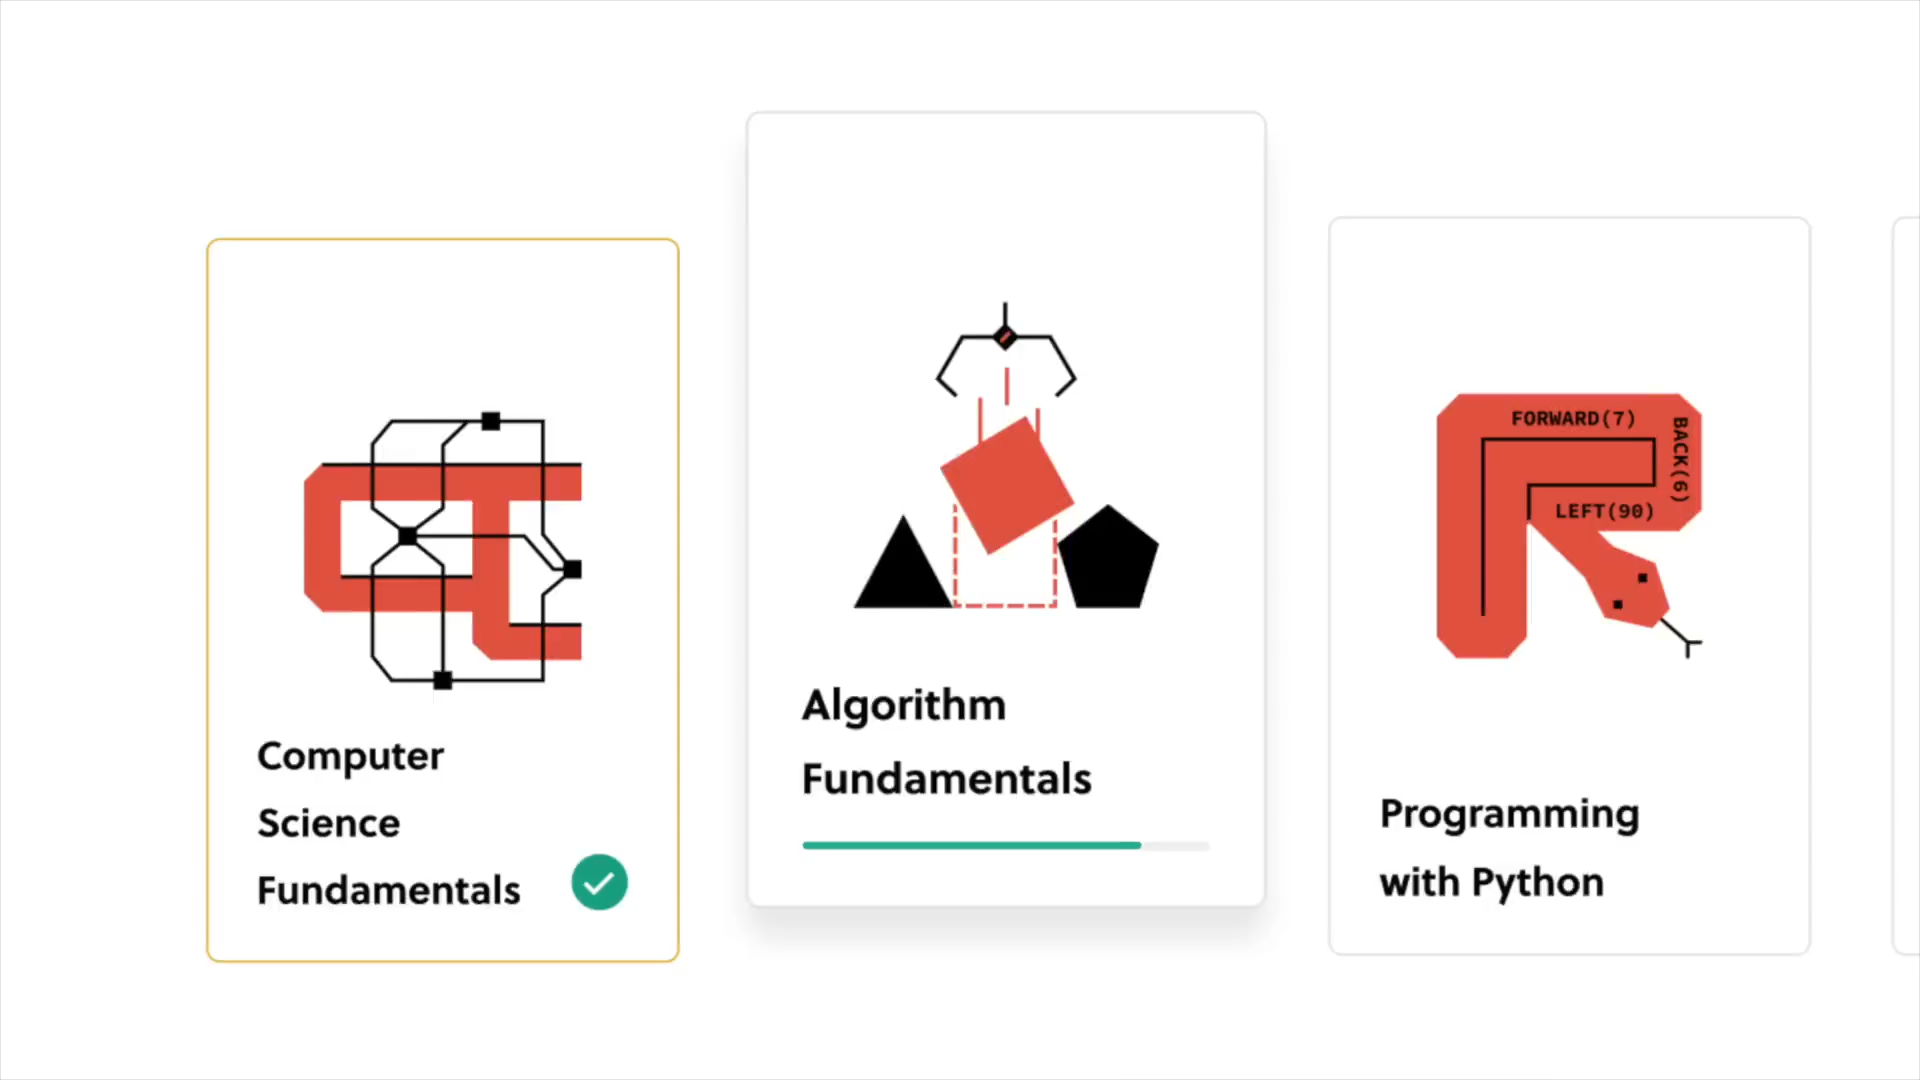 Computer
Science
Fundamentals
Algorithm
Fundamentals
FORWARD(7)
BACK(6)
LEFT(90)
Programming
with Python